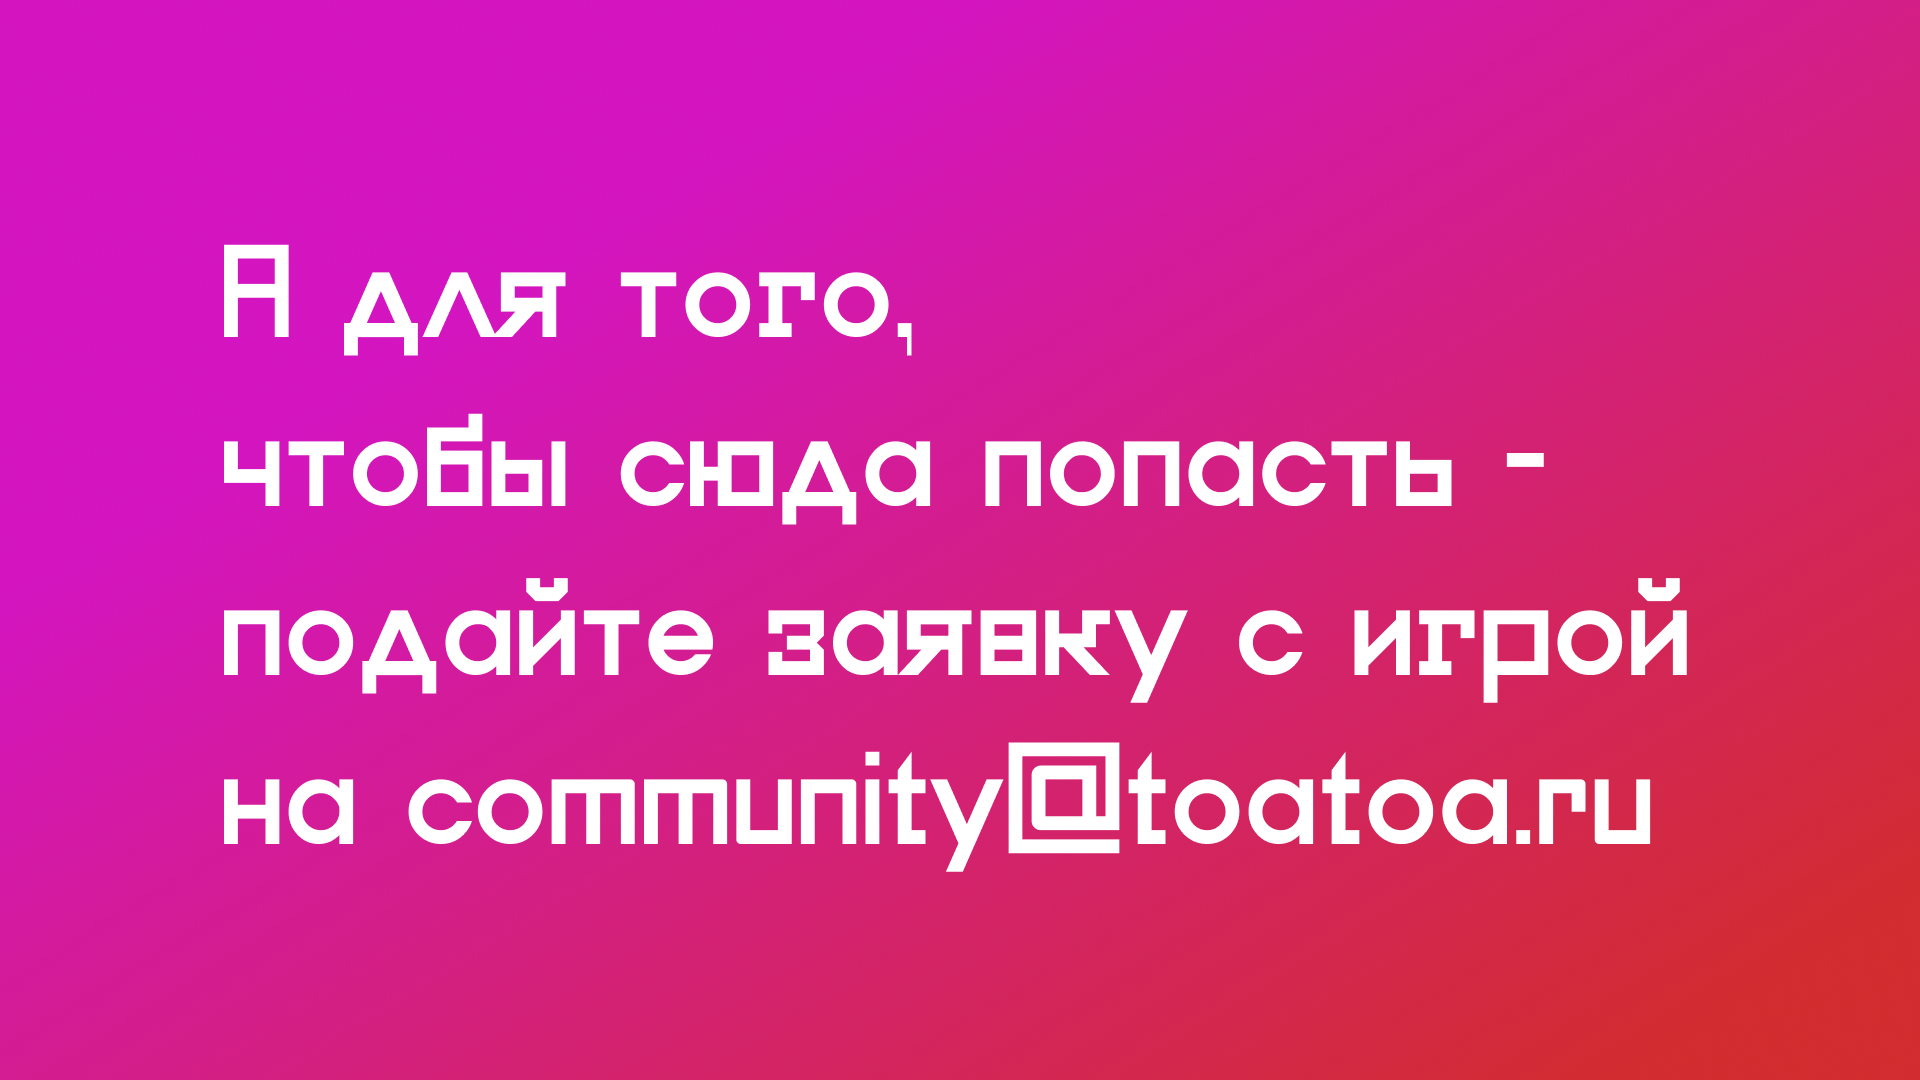 А для того,
чтобы сюда попасть -
подайте заявку с игрой
на community@toatoa.ru